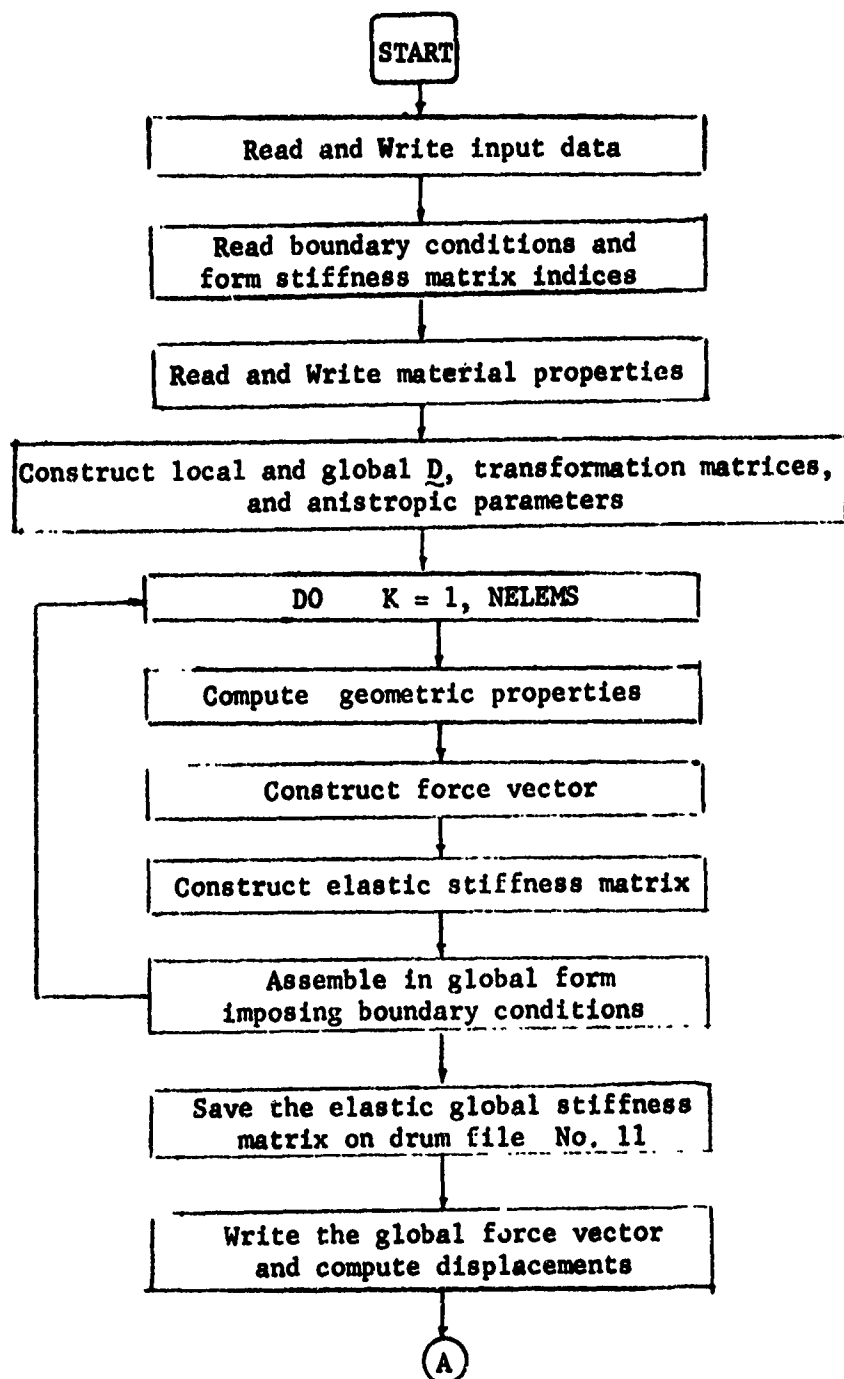 START
Read and Write input data
Read boundary conditions and
form stiffness matrix indices
Read and Write material properties
Construct local and global D̰, transformation matrices,
and anistropic parameters
DO K = 1, NELEMS
Compute geometric properties
Construct force vector
Construct elastic stiffness matrix
Assemble in global form
imposing boundary conditions
Save the elastic global stiffness
matrix on drum file No. 11
Write the global force vector
and compute displacements
A